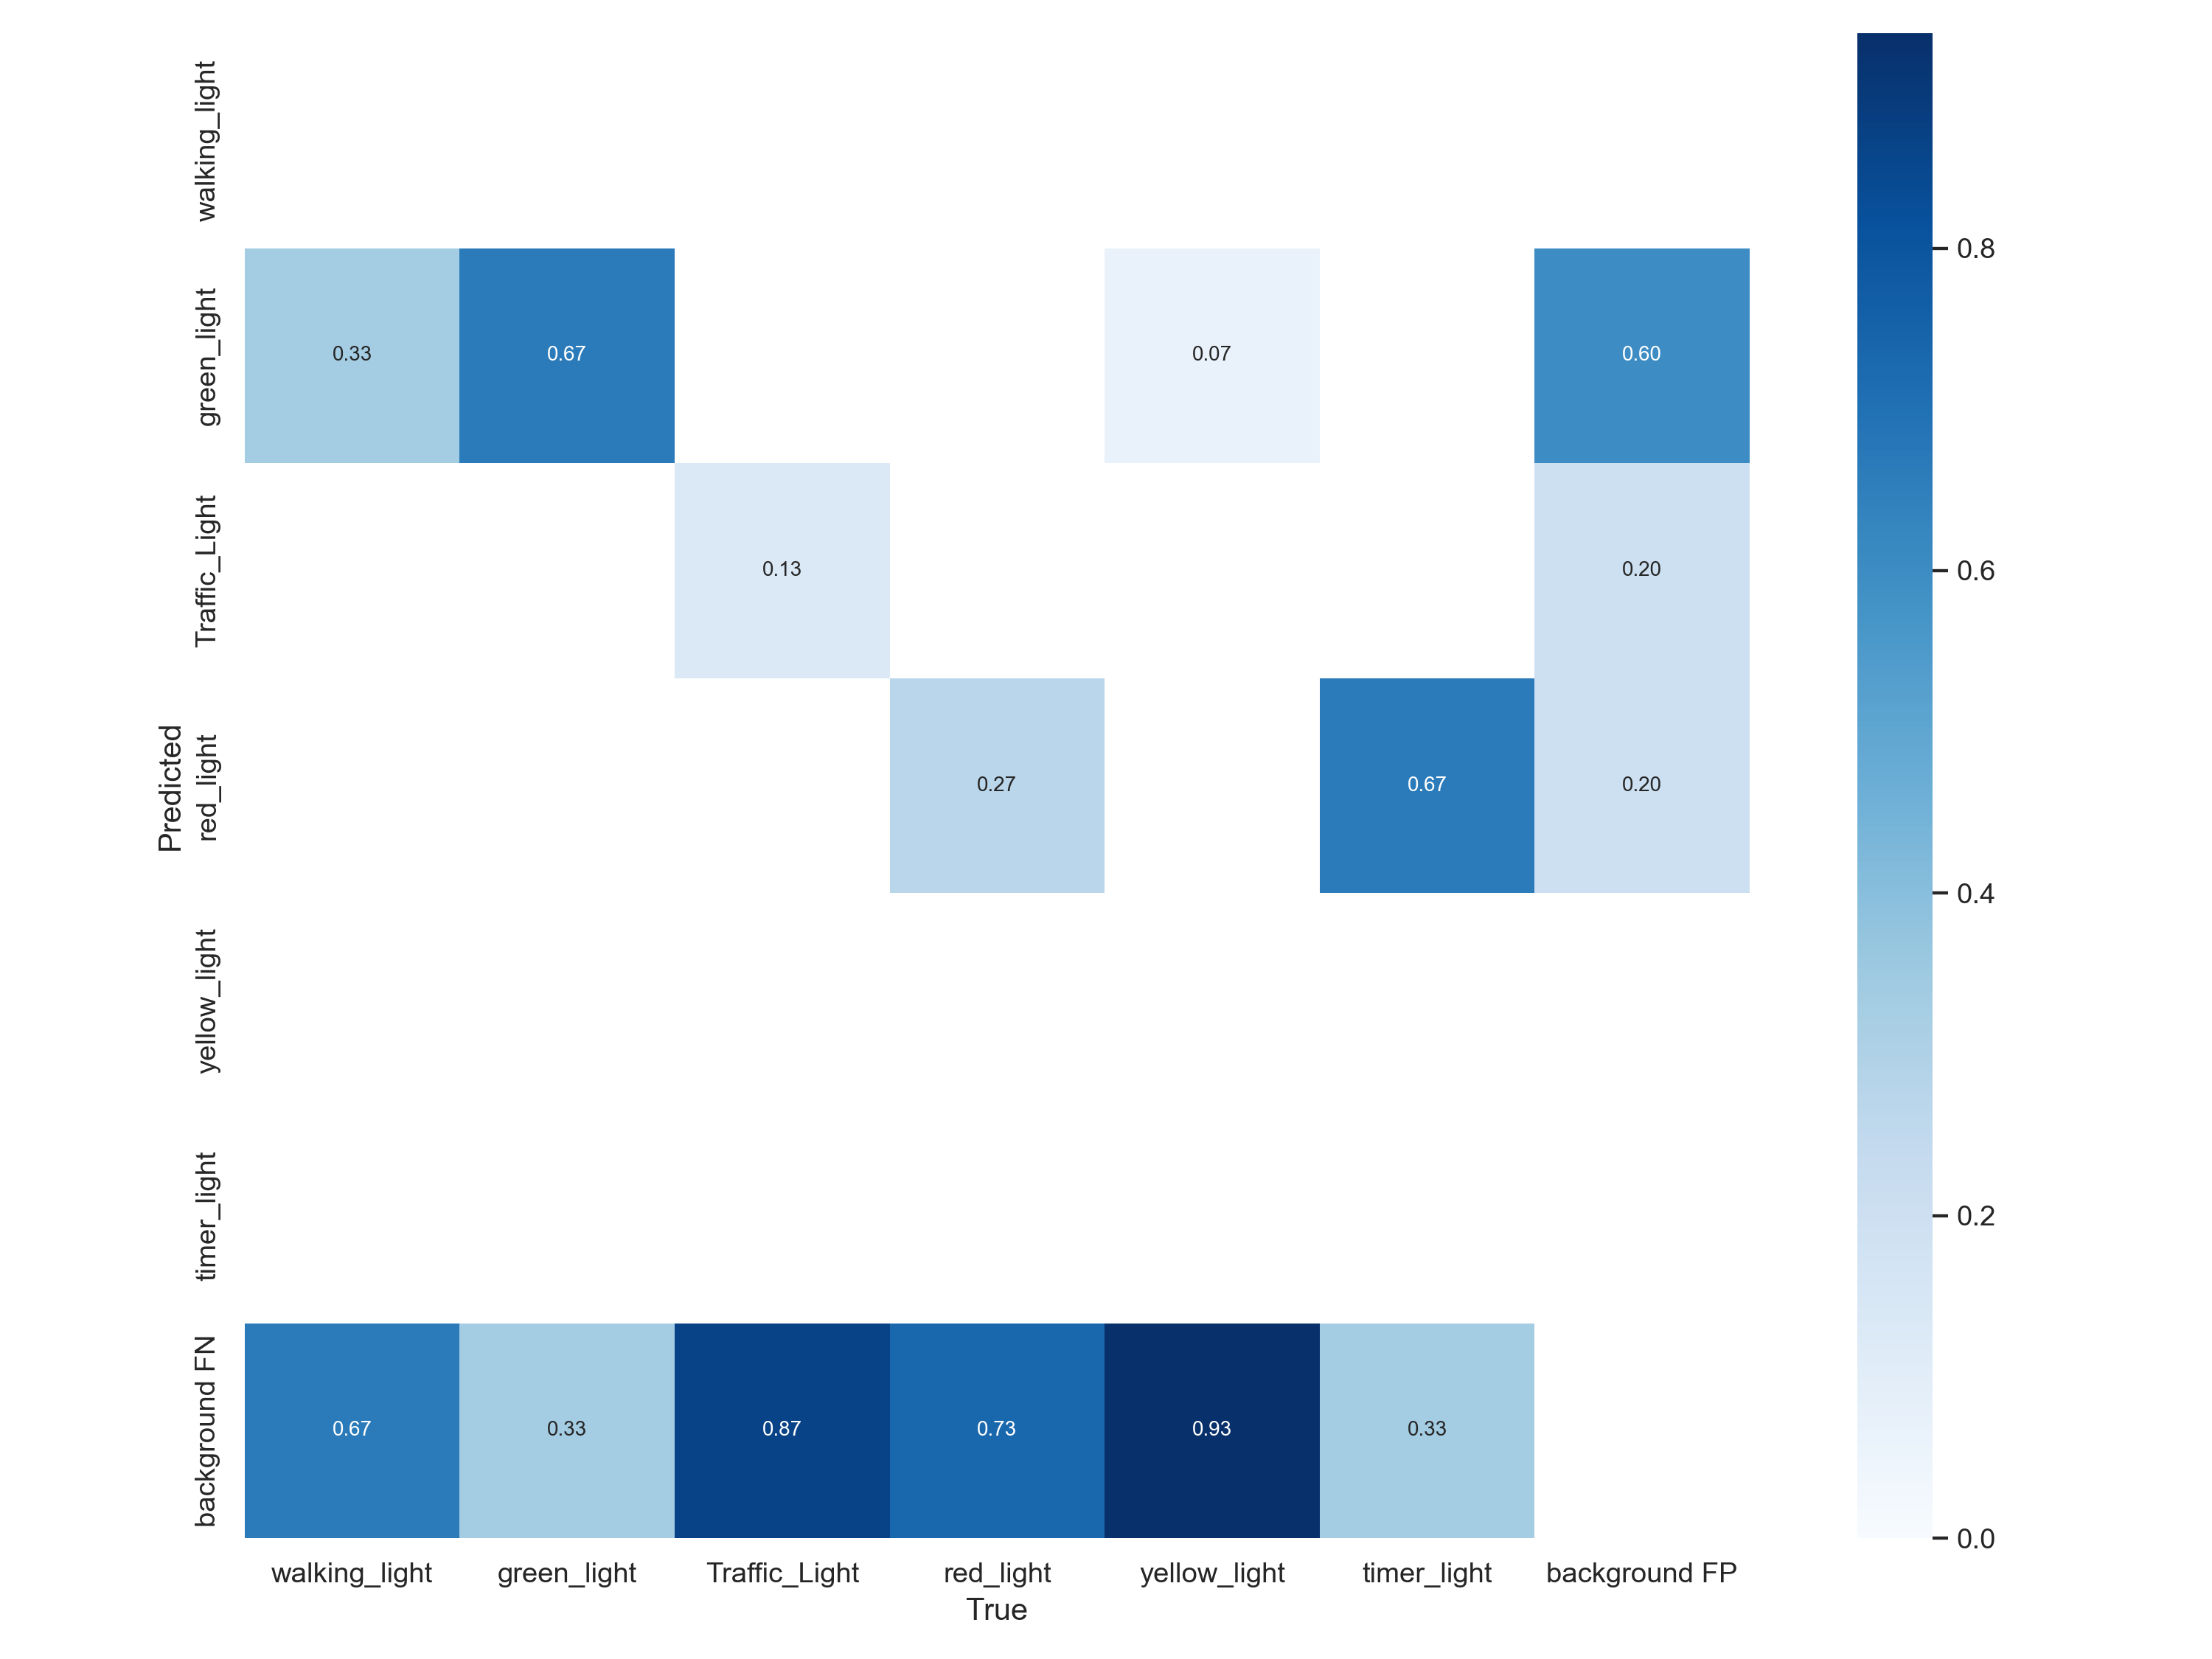 walking_light
green_light
0.33
0.67
0.07
0.60
Traffic_Light
0.13
0.20
Predicted
red_light
0.27
0.67
0.20
yellow_light
timer_light
background FN
0.67
0.33
0.87
0.73
0.93
0.33
walking_light
green_light
Traffic_Light
red_light
yellow_light
timer_light
background FP
True
0.8
0.6
0.4
0.2
0.0